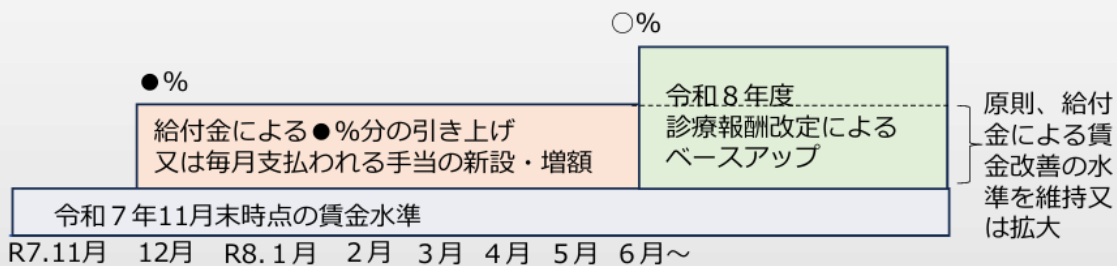 ○%
●%
給付金による●%分の引き上げ
又は毎月支払われる手当の新設・増額
令和８年度
診療報酬改定による
ベースアップ
原則、給付
金による賃
金改善の水
準を維持又
は拡大
令和７年11月末時点の賃金水準
R7.11月 12月 R8.１月 ２月 ３月 ４月 ５月 ６月～